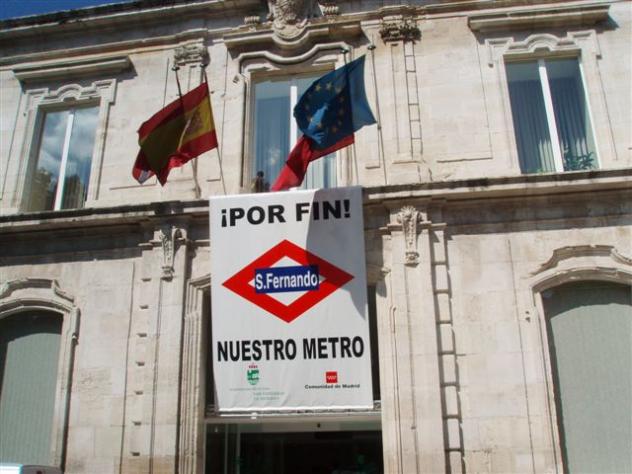 ¡POR FIN!
S.Fernando
NUESTRO METRO
Comunidad de Madrid